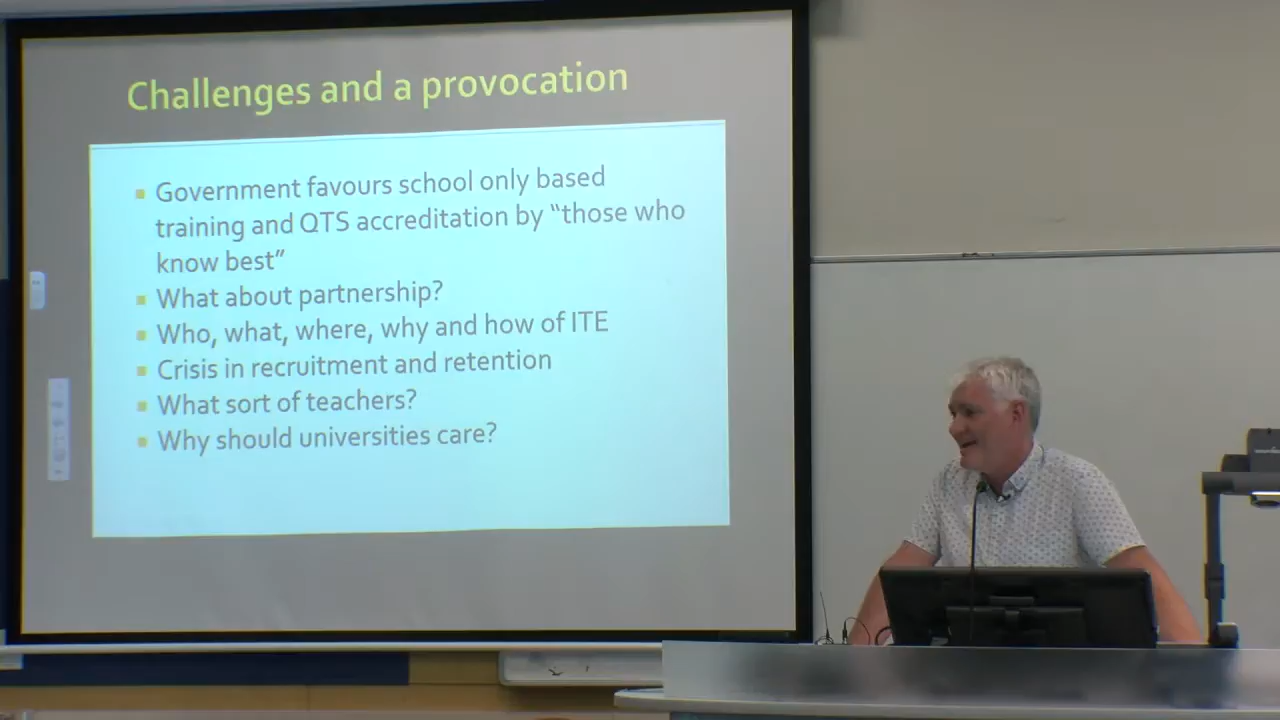 Challenges and a provocation
Government favours school only based
training and QTS accreditation by “those who
know best”
What about partnership?
Who, what, where, why and how of ITE
Crisis in recruitment and retention
What sort of teachers?
Why should universities care?